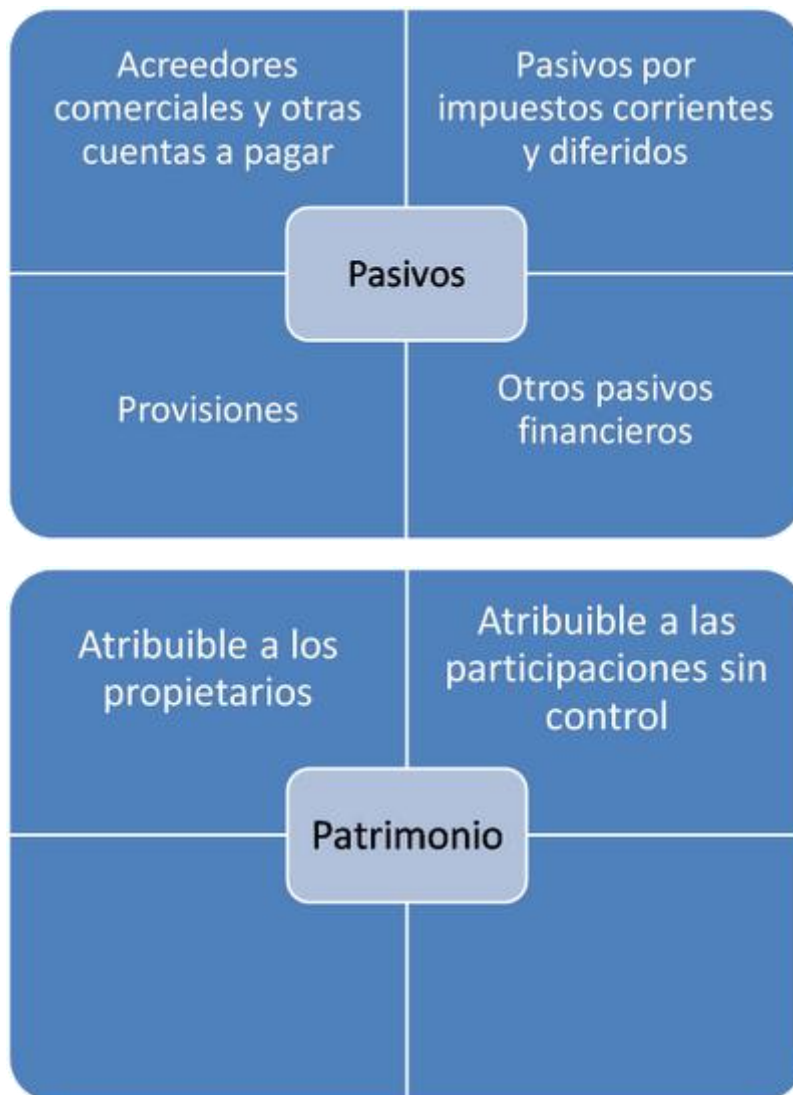 Acreedores
comerciales y otras
cuentas a pagar
Pasivos por
impuestos corrientes
y diferidos
Pasivos
Provisiones
Otros pasivos
financieros
Atribuible a los
propietarios
Atribuible a las
participaciones sin
control
Patrimonio